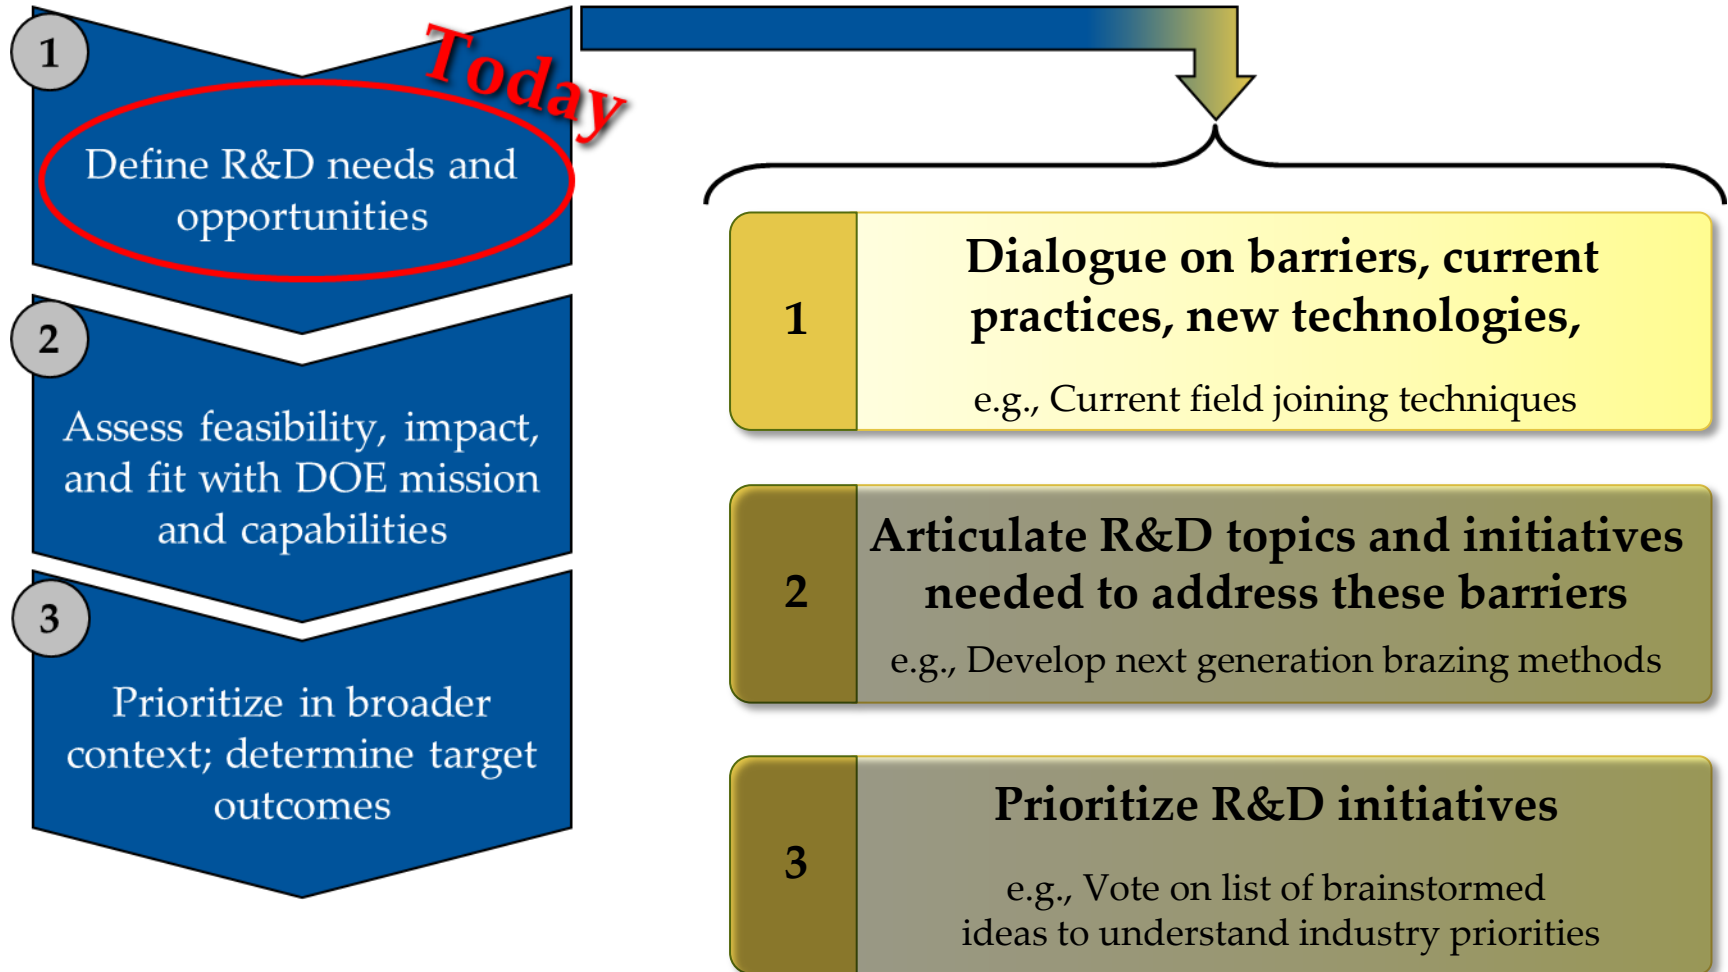 1
Today
Define R&D needs and
opportunities
2
Assess feasibility, impact,
and fit with DOE mission
and capabilities
3
Prioritize in broader
context; determine target
outcomes
1
Dialogue on barriers, current
practices, new technologies,
e.g., Current field joining techniques
2
Articulate R&D topics and initiatives
needed to address these barriers
e.g., Develop next generation brazing methods
3
Prioritize R&D initiatives
e.g., Vote on list of brainstormed
ideas to understand industry priorities